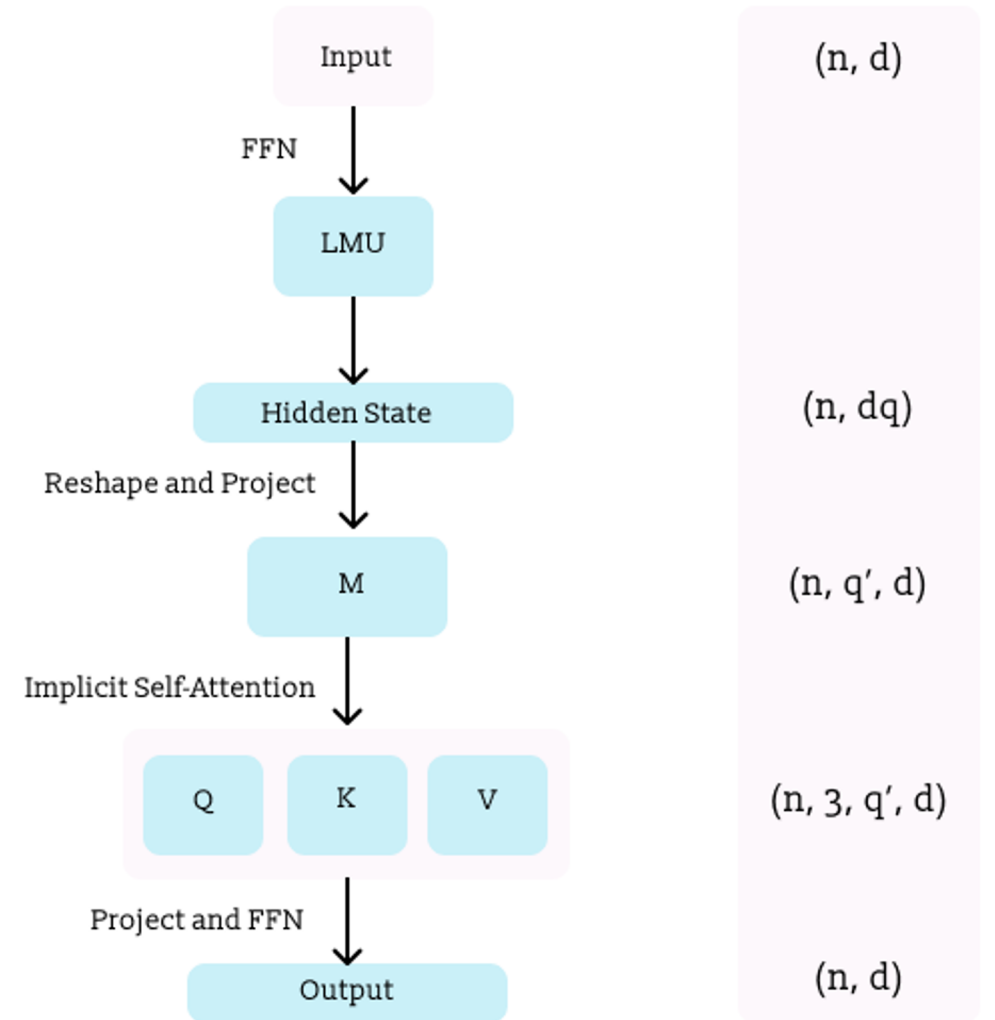 Input
(n, d)
FFN
LMU
Hidden State
(n, dq)
Reshape and Project
M
(n, q′, d)
Implicit Self-Attention
Q
K
V
(n, 3, q′, d)
Project and FFN
Output
(n, d)